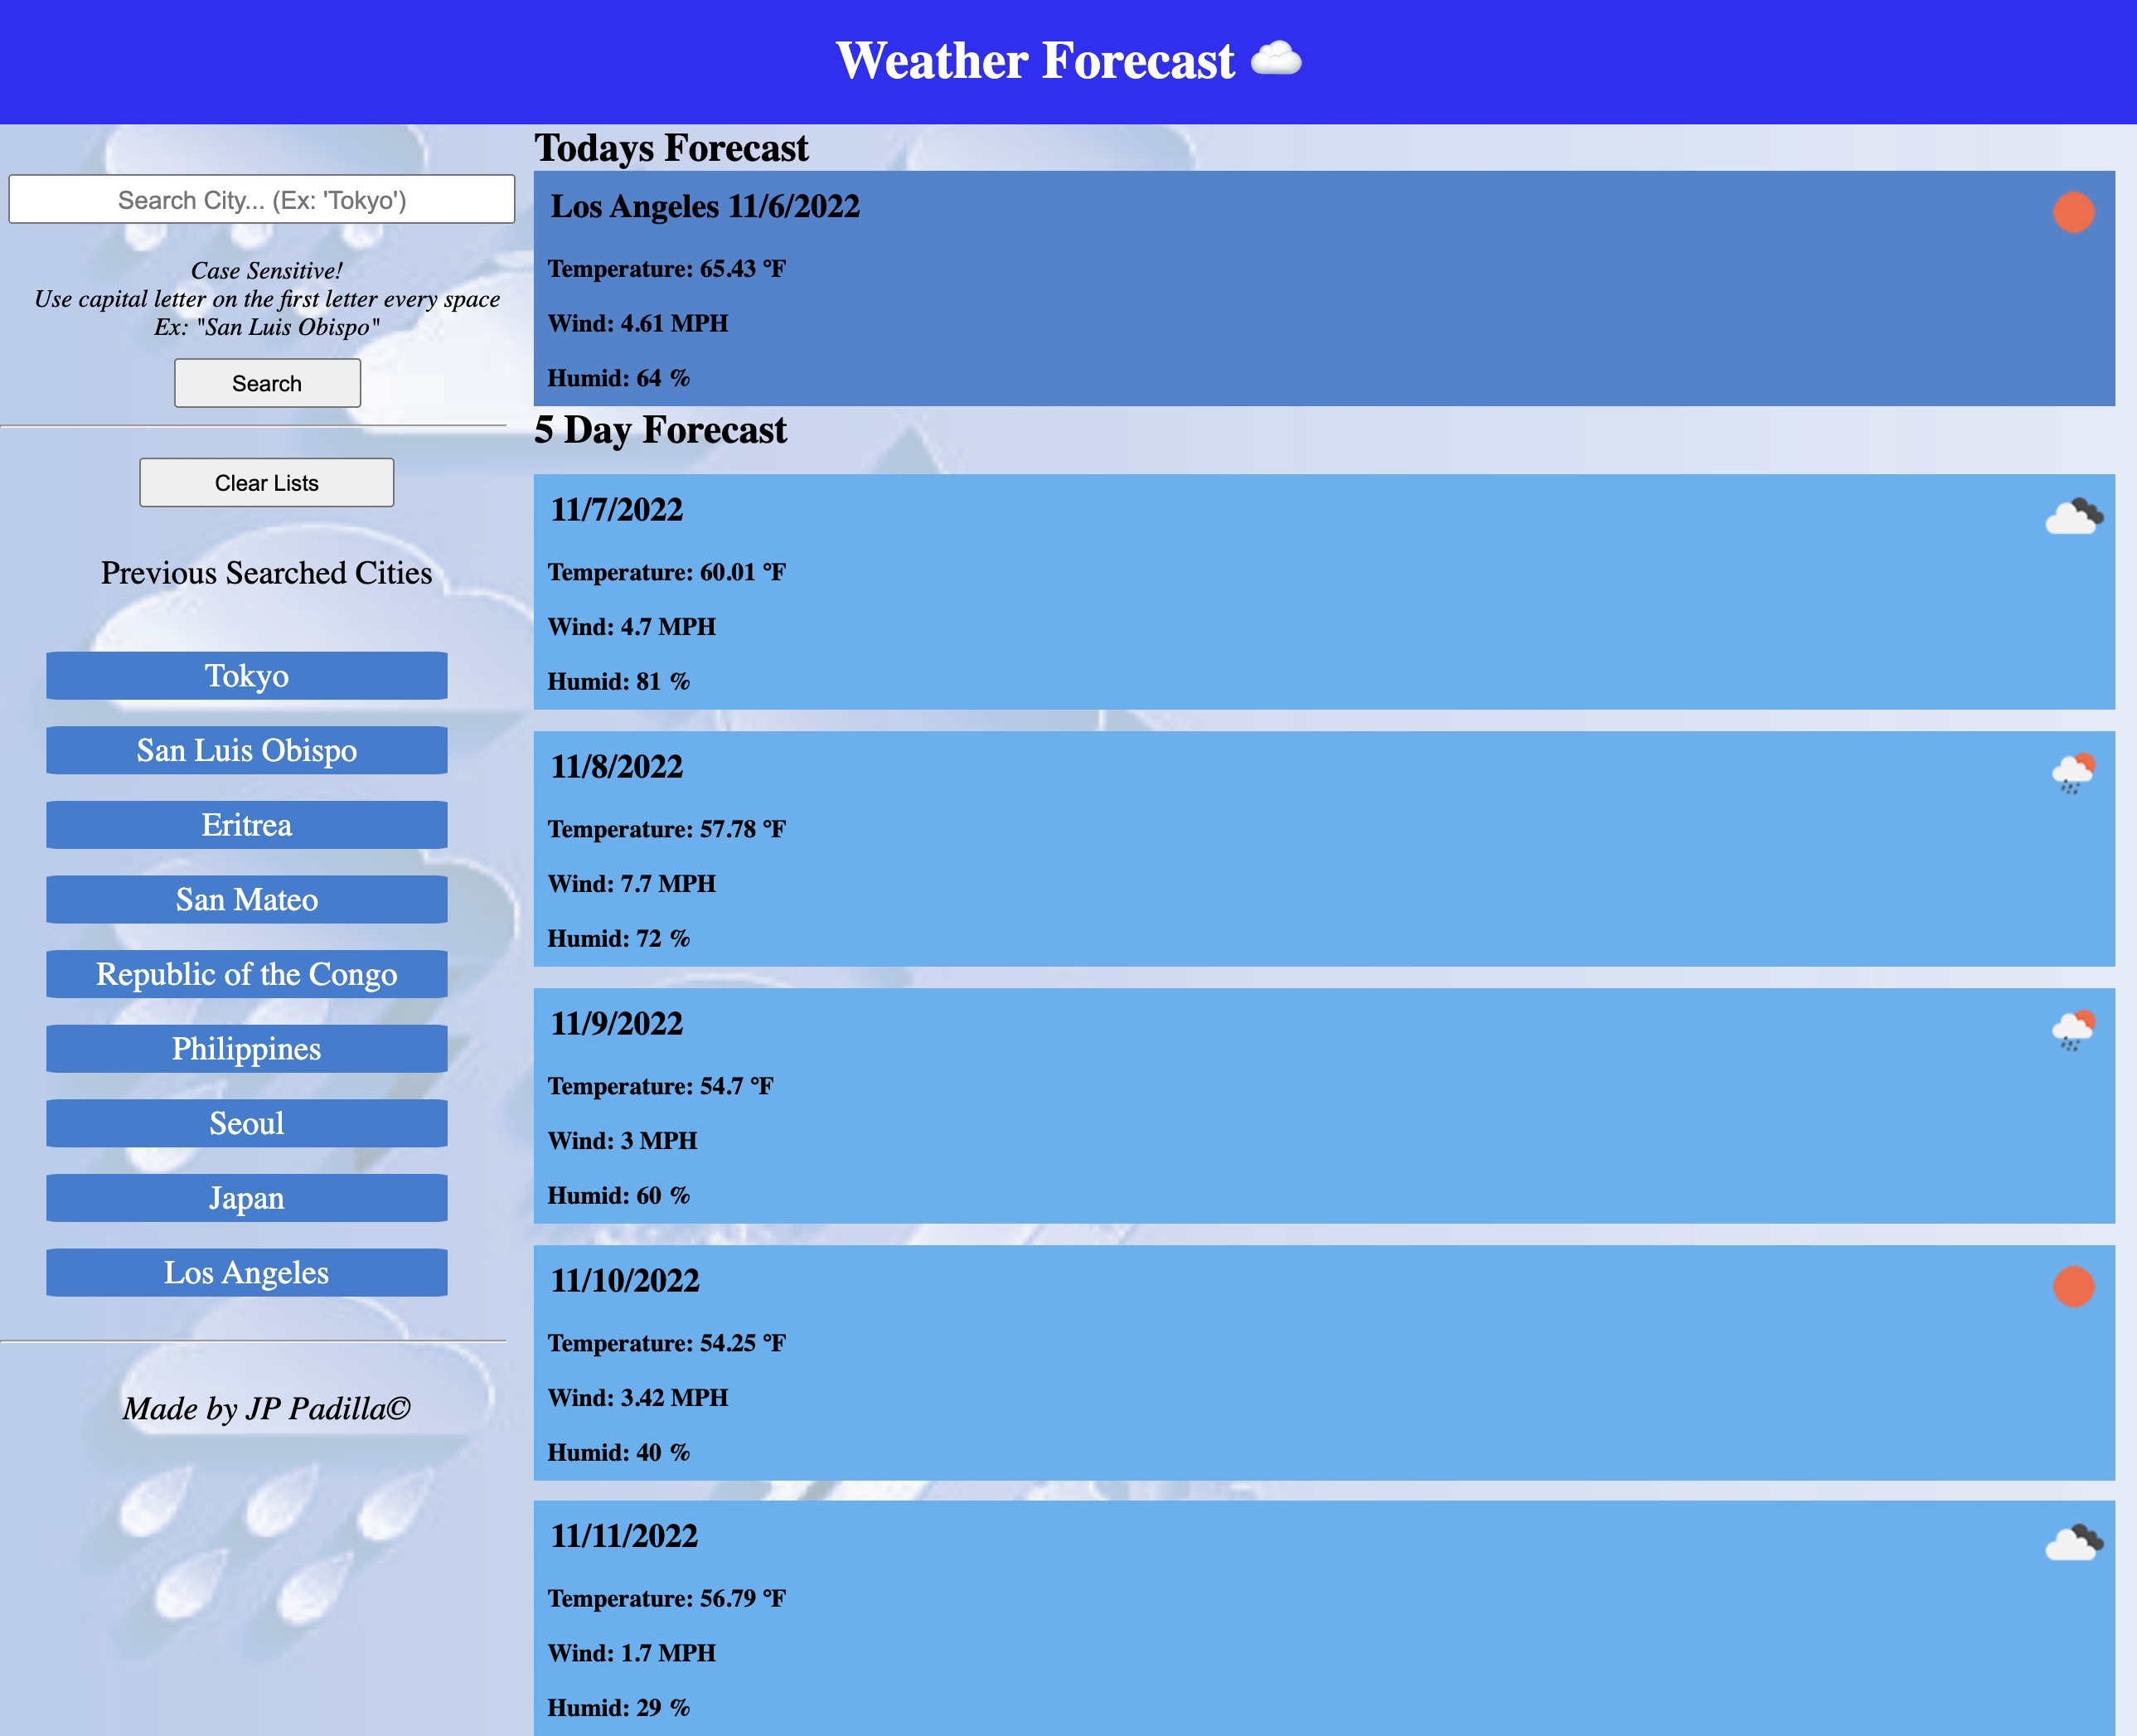 Weather Forecast
Search City... (Ex: 'Tokyo')
Case Sensitive!
Use capital letter on the first letter every space
Ex: "San Luis Obispo"
Search
Clear Lists
Previous Searched Cities
Tokyo
San Luis Obispo
Eritrea
San Mateo
Republic of the Congo
Philippines
Seoul
Japan
Los Angeles
Made by JP Padilla©
Todays Forecast
Los Angeles 11/6/2022
Temperature: 65.43 °F
Wind: 4.61 MPH
Humid: 64 %
5 Day Forecast
11/7/2022
Temperature: 60.01 °F
Wind: 4.7 MPH
Humid: 81 %
11/8/2022
Temperature: 57.78 °F
Wind: 7.7 MPH
Humid: 72 %
11/9/2022
Temperature: 54.7 °F
Wind: 3 MPH
Humid: 60 %
11/10/2022
Temperature: 54.25 °F
Wind: 3.42 MPH
Humid: 40 %
11/11/2022
Temperature: 56.79 °F
Wind: 1.7 MPH
Humid: 29 %